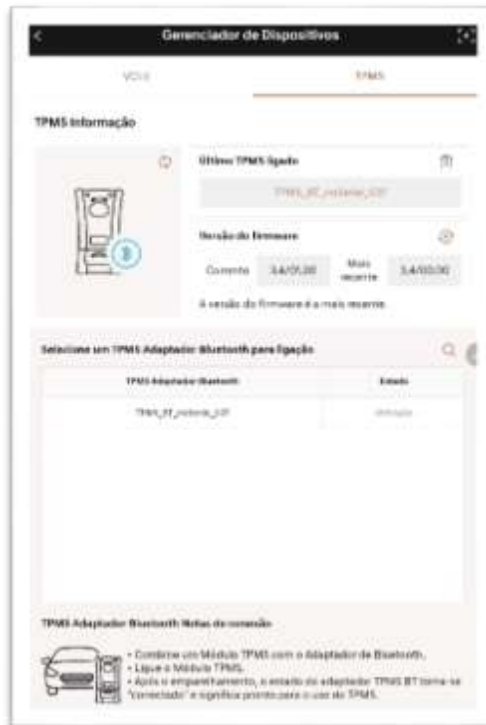 Gerenciador de Dispositivos
TPMS
TPMS Informação
Último TPMS ligado
Versão do firmware
Corrente
Mais
recente
A versão do firmware é a mais recente.
Selecione um TPMS Adaptador Bluetooth para ligação
TPMS Adaptador Bluetooth
Estado
TPMS Adaptador Bluetooth Notas de conexão
• Combine um Módulo TPMS com o Adaptador de Bluetooth.
• Ligue o Módulo TPMS.
• Após o emparelhamento, o estado do adaptador TPMS BT torna-se
"conectado" e significa pronto para o uso do TPMS.